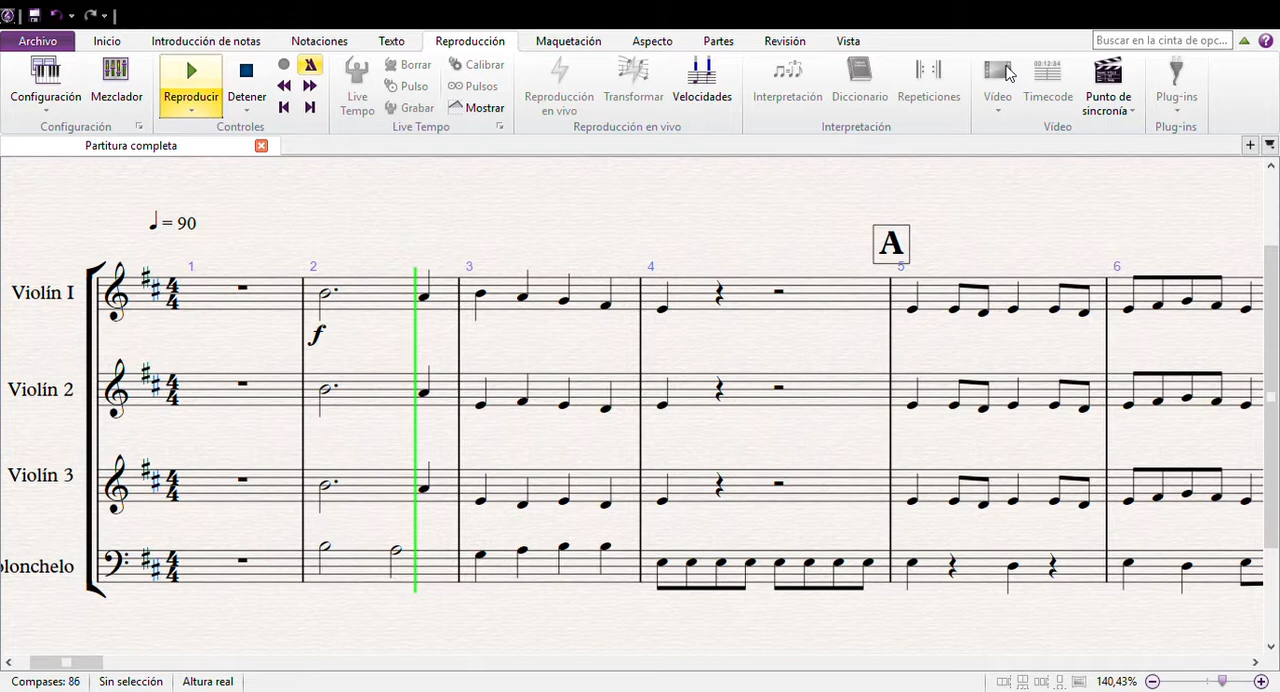 Archivo Inicio Introducción de notas Notaciones Texto Reproducción Maquetación Aspecto Partes Revisión Vista Buscar en la cinta de opc...
Configuración Mezclador Reproducir Detener Live Tempo Borrar Pulso Grabar Calibrar Pulsos Mostrar Reproducción en vivo Transformar Velocidades Interpretación Diccionario Repeticiones Vídeo Timecode 00:12:34 Punto de sincronía Plug-ins
Configuración Controles Live Tempo Reproducción en vivo Interpretación Vídeo Plug-ins
Partitura completa
= 90
A
1 2 3 4 5 6
Violín I
f
Violín 2
Violín 3
olonchelo
Compases: 86 Sin selección Altura real 140,43%